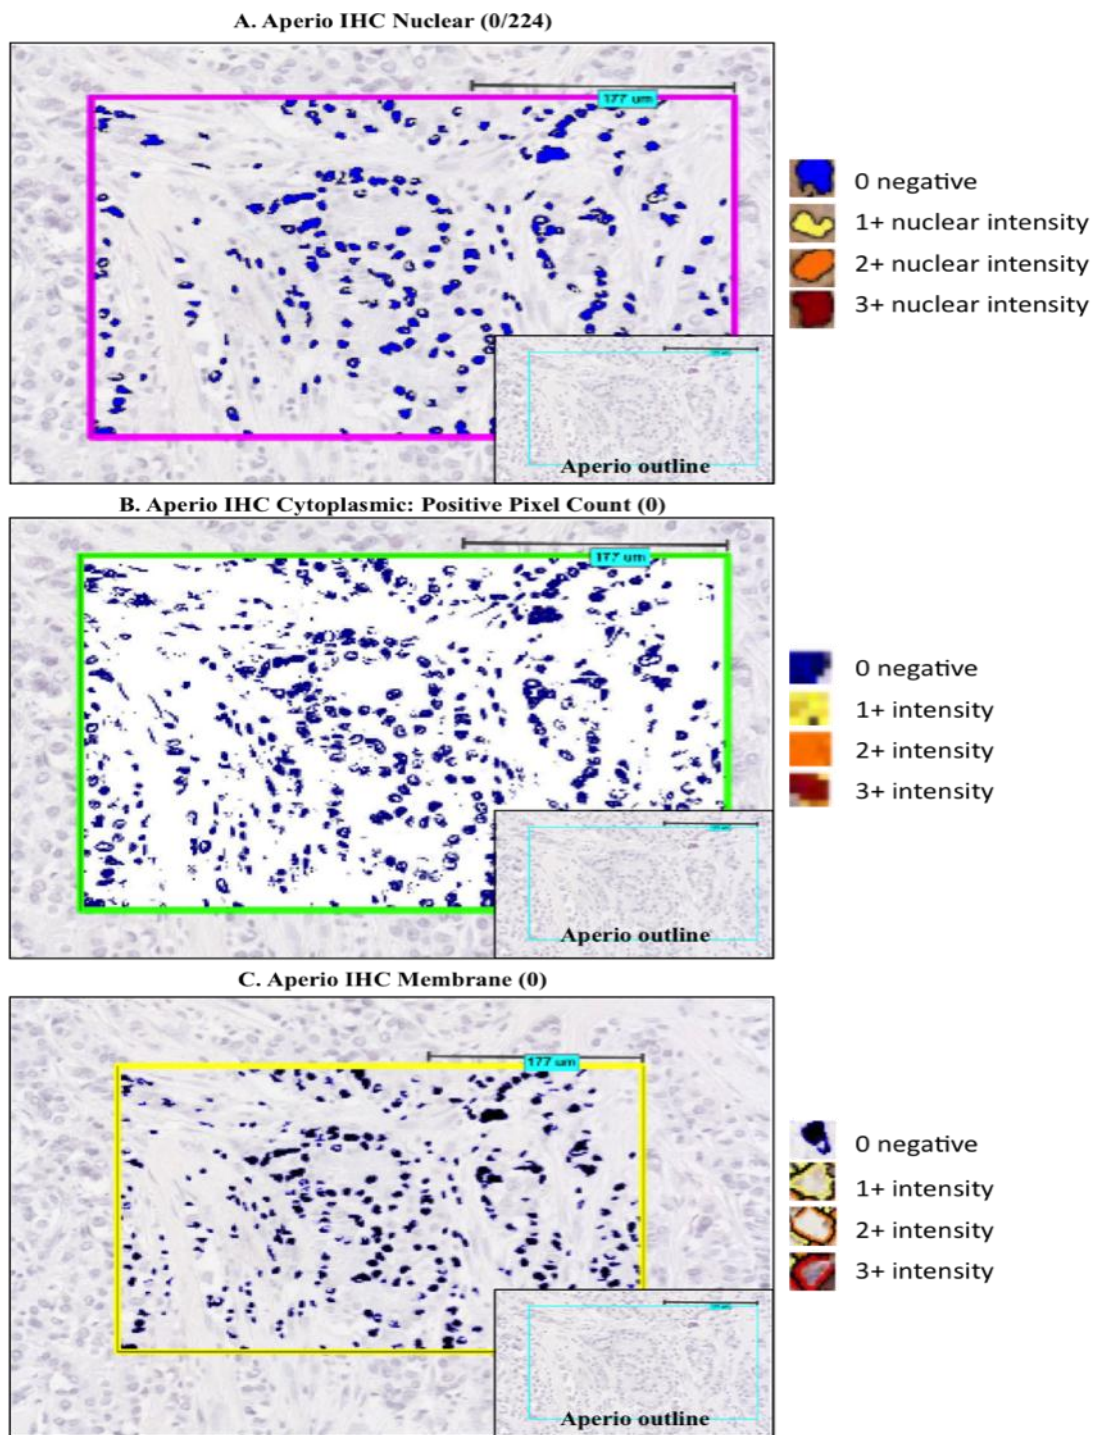 A. Aperio IHC Nuclear (0/224)
177 um
0 negative
1+ nuclear intensity
2+ nuclear intensity
3+ nuclear intensity
Aperio outline
B. Aperio IHC Cytoplasmic: Positive Pixel Count (0)
177 um
0 negative
1+ intensity
2+ intensity
3+ intensity
Aperio outline
C. Aperio IHC Membrane (0)
177 um
0 negative
1+ intensity
2+ intensity
3+ intensity
Aperio outline